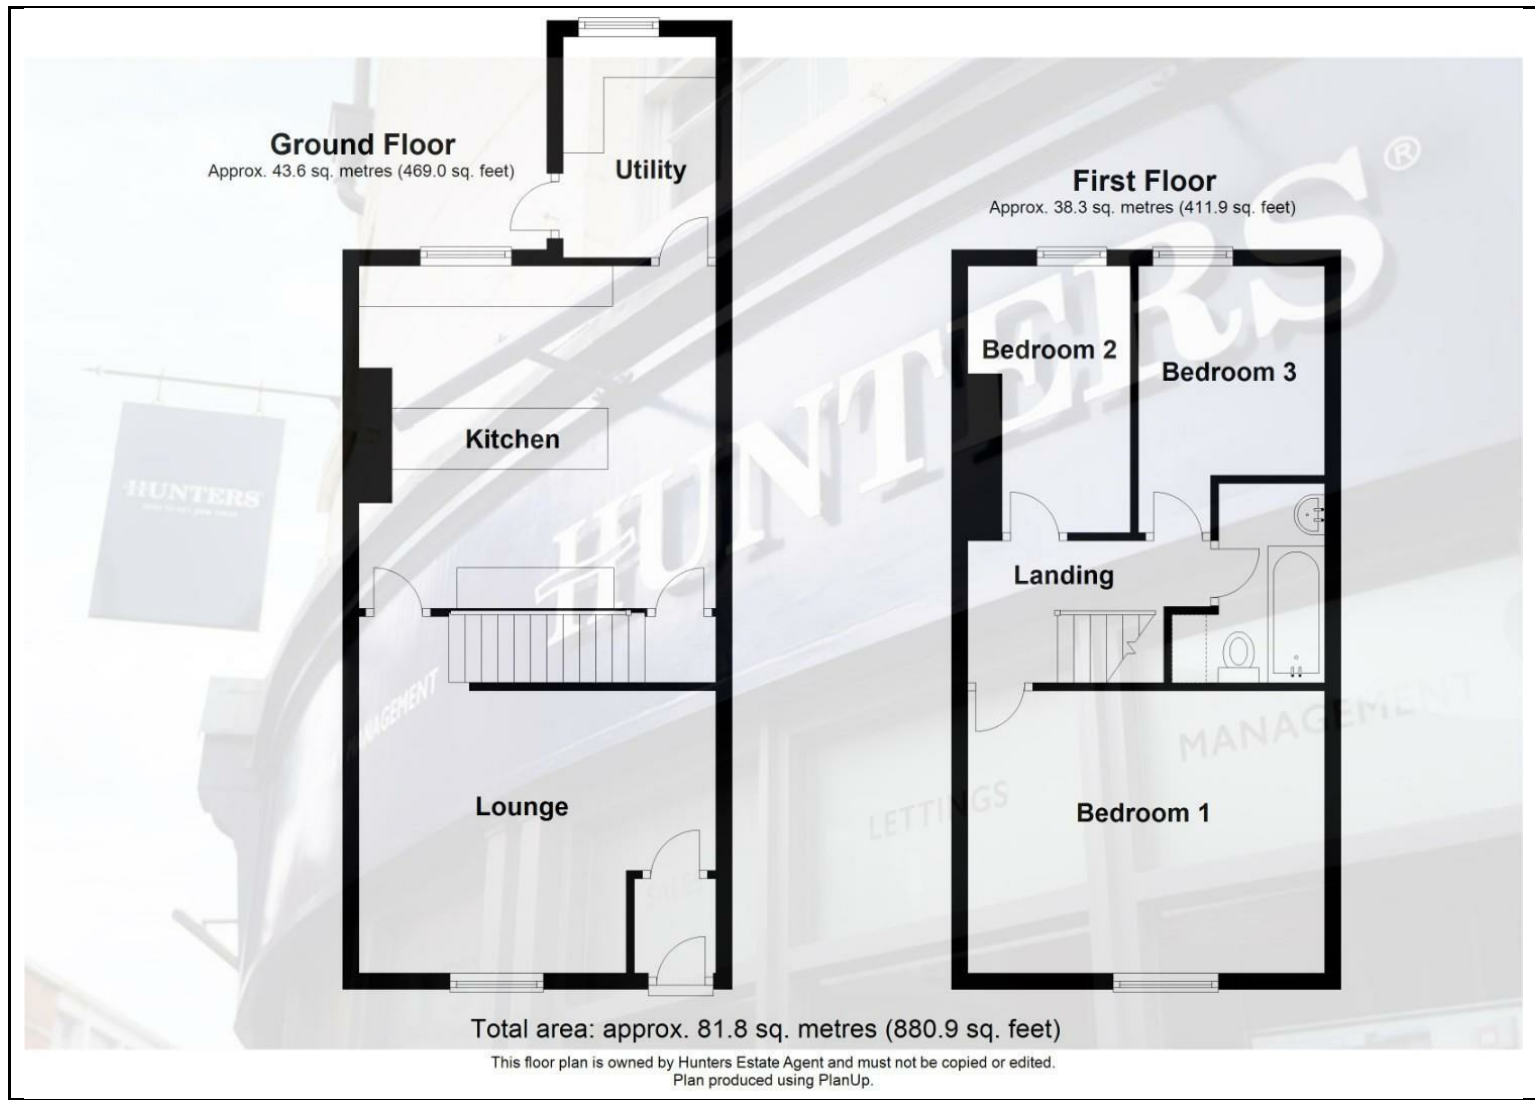 Ground Floor
Approx. 43.6 sq. metres (469.0 sq. feet)
Utility
Kitchen
Lounge
First Floor
Approx. 38.3 sq. metres (411.9 sq. feet)
Bedroom 2
Bedroom 3
Landing
Bedroom 1
HUNTERS®
HUNTERS
MANAGEMENT
LETTINGS
MANAGEMENT
SALES
Total area: approx. 81.8 sq. metres (880.9 sq. feet)
This floor plan is owned by Hunters Estate Agent and must not be copied or edited.
Plan produced using PlanUp.